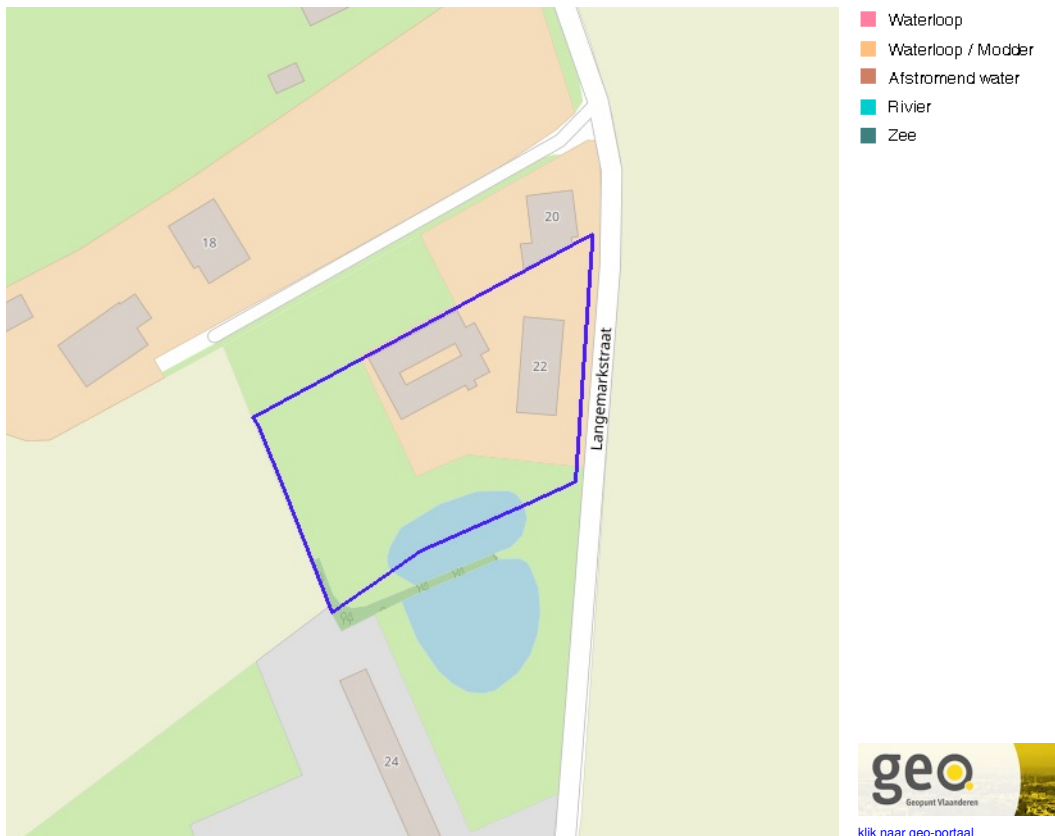 Waterloop
Waterloop / Modder
Afstromend water
Rivier
Zee
20
18
22
Langemarkstraat
24
geo.
Geopunt Vlaanderen
klik naar geo-portaal